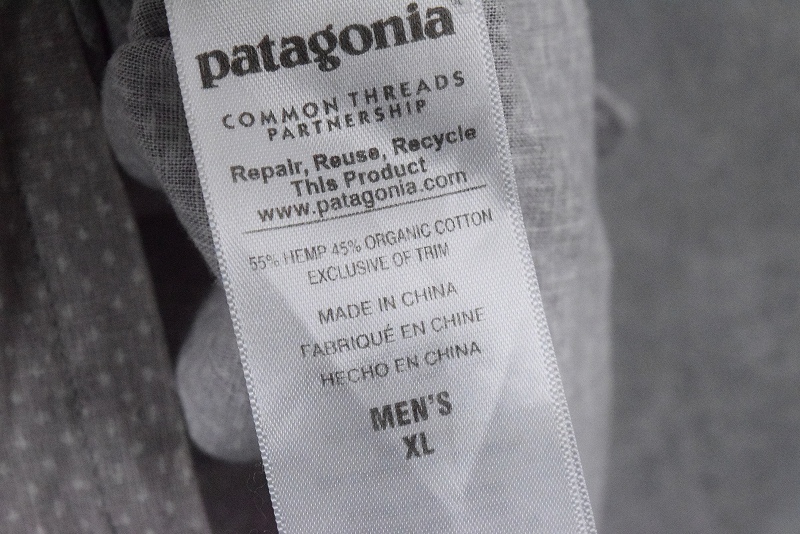 patagonia
COMMON THREADS
PARTNERSHIP
Repair, Reuse, Recycle
This Product
www.patagonia.com
55% HEMP 45% ORGANIC COTTON
EXCLUSIVE OF TRIM
MADE IN CHINA
FABRIQUÉ EN CHINE
HECHO EN CHINA
MEN'S
XL